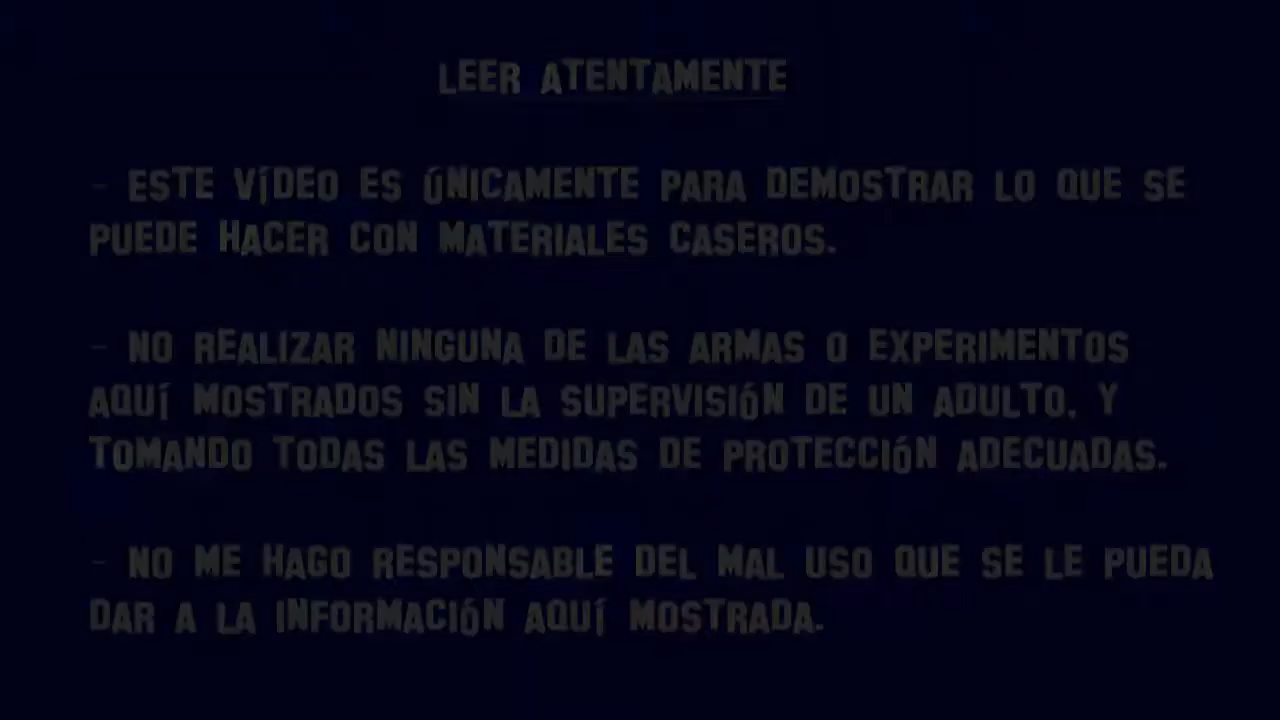 LEER ATENTAMENTE
- ESTE VÍDEO ES ÚNICAMENTE PARA DEMOSTRAR LO QUE SE
PUEDE HACER CON MATERIALES CASEROS.
- NO REALIZAR NINGUNA DE LAS ARMAS O EXPERIMENTOS
AQUÍ MOSTRADOS SIN LA SUPERVISIÓN DE UN ADULTO, Y
TOMANDO TODAS LAS MEDIDAS DE PROTECCIÓN ADECUADAS.
- NO ME HAGO RESPONSABLE DEL MAL USO QUE SE LE PUEDA
DAR A LA INFORMACIÓN AQUÍ MOSTRADA.